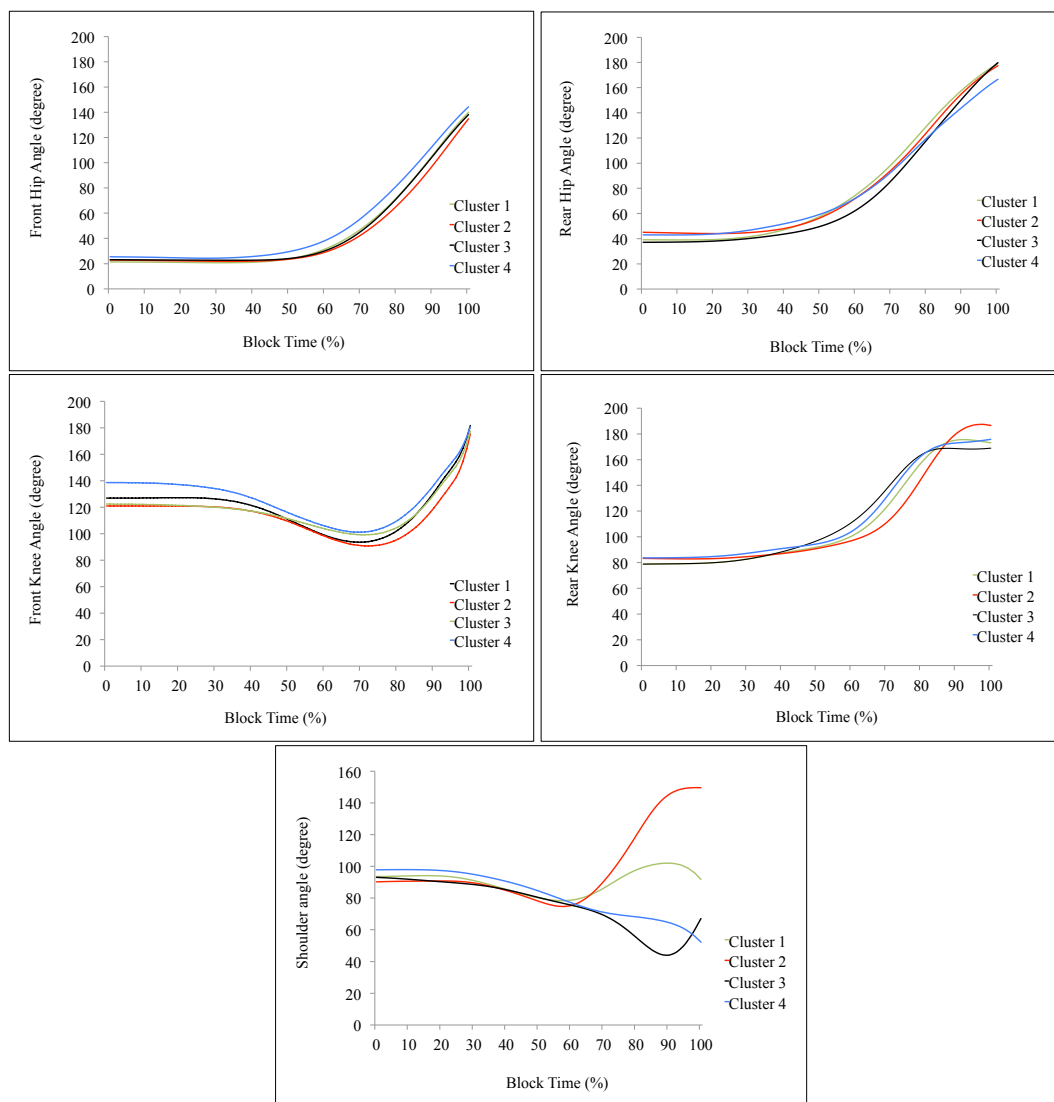 Front Hip Angle (degree)
200
180
160
140
120
100
80
60
40
20
0
0 10 20 30 40 50 60 70 80 90 100
Block Time (%)
Cluster 1
Cluster 2
Cluster 3
Cluster 4
Rear Hip Angle (degree)
200
180
160
140
120
100
80
60
40
20
0
0 10 20 30 40 50 60 70 80 90 100
Block Time (%)
Cluster 1
Cluster 2
Cluster 3
Cluster 4
Front Knee Angle (degree)
200
180
160
140
120
100
80
60
40
20
0
0 10 20 30 40 50 60 70 80 90 100
Block Time (%)
Cluster 1
Cluster 2
Cluster 3
Cluster 4
Rear Knee Angle (degree)
200
180
160
140
120
100
80
60
40
20
0
0 10 20 30 40 50 60 70 80 90 100
Block Time (%)
Cluster 1
Cluster 2
Cluster 3
Cluster 4
Shoulder angle (degree)
160
140
120
100
80
60
40
20
0
0 10 20 30 40 50 60 70 80 90 100
Block Time (%)
Cluster 1
Cluster 2
Cluster 3
Cluster 4